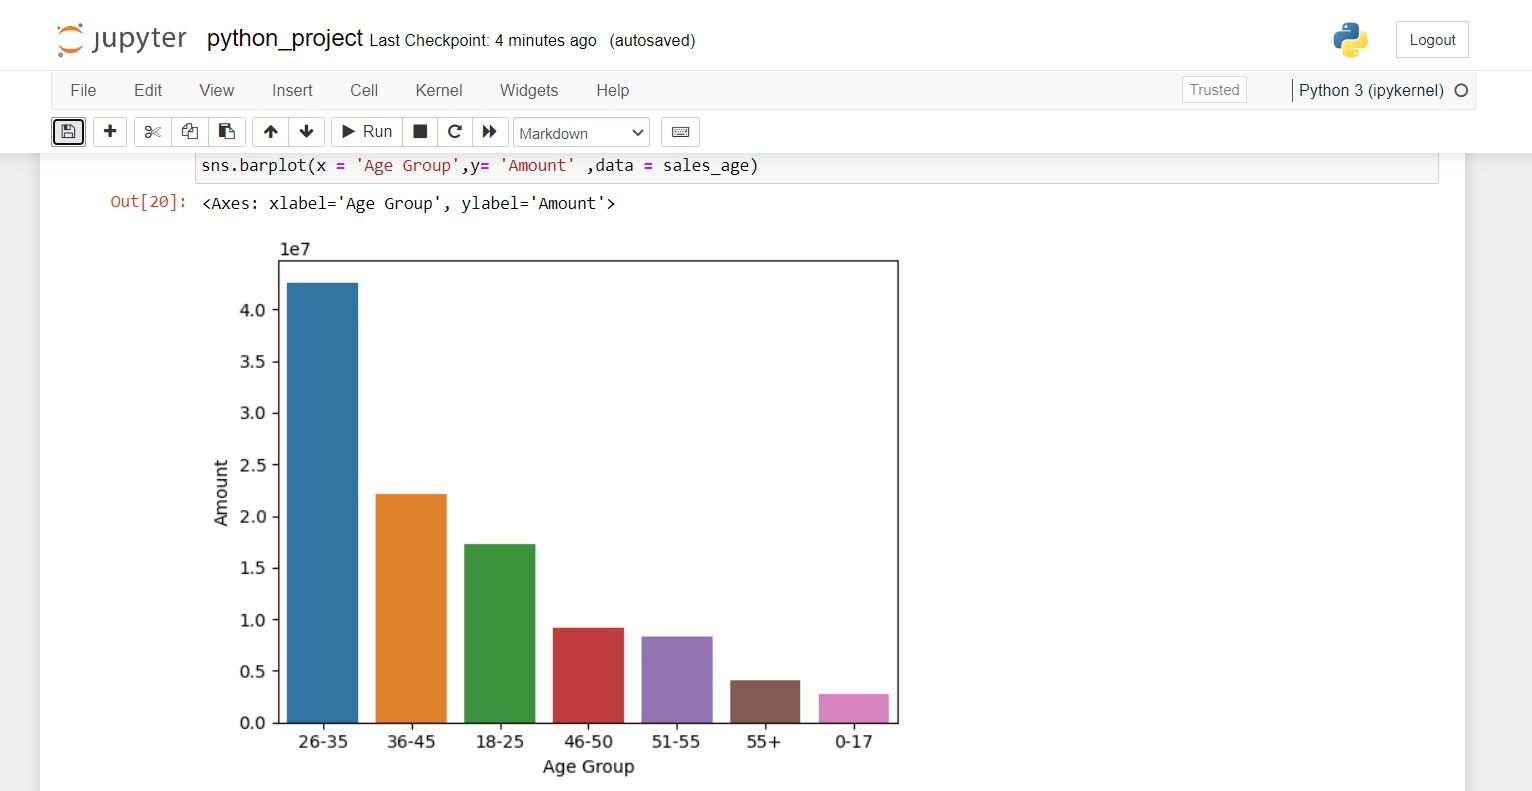 jupyter python_project Last Checkpoint: 4 minutes ago (autosaved) Logout
File Edit View Insert Cell Kernel Widgets Help Trusted Python 3 (ipykernel)
Run Markdown
sns.barplot(x = 'Age Group',y= 'Amount' ,data = sales_age)
Out[20]: <Axes: xlabel='Age Group', ylabel='Amount'>
1e7
4.0
3.5
3.0
2.5
2.0
1.5
1.0
0.5
0.0
Amount
26-35 36-45 18-25 46-50 51-55 55+ 0-17
Age Group